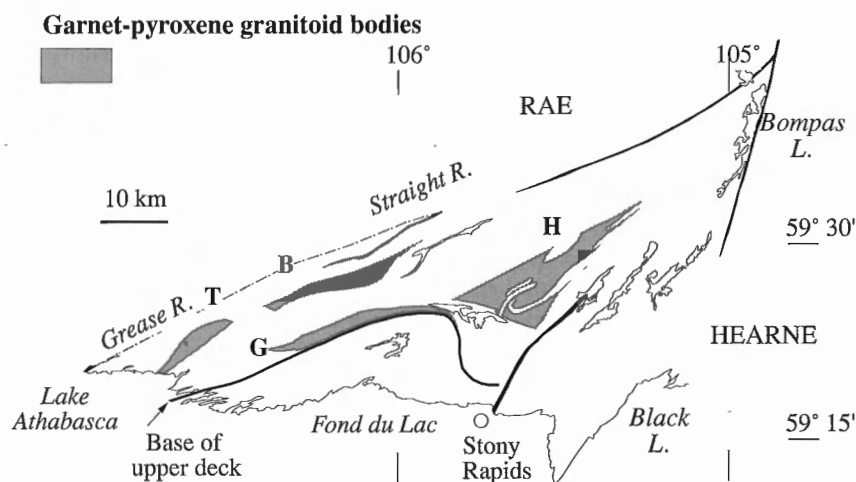 Garnet-pyroxene granitoid bodies
106°
105°
RAE
Bompas
L.
10 km
Straight R.
H
59° 30'
B
T
Grease R.
G
HEARNE
Lake
Athabasca
Base of
upper deck
Fond du Lac
Stony
Rapids
Black
L.
59° 15'